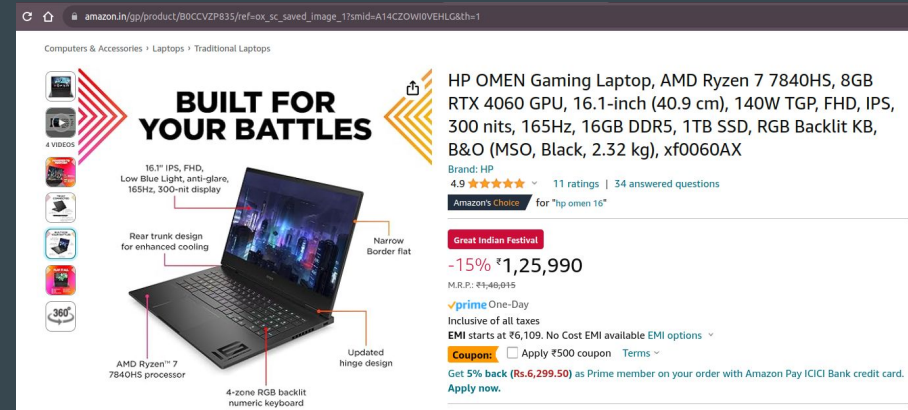 amazon.in/gp/product/B0CCVZP835/ref=ox_sc_saved_image_1?smid=A14CZOWI0VEHLG&th=1
Computers & Accessories › Laptops › Traditional Laptops
4 VIDEOS
360°
BUILT FOR
YOUR BATTLES
16.1" IPS, FHD,
Low Blue Light, anti-glare,
165Hz, 300-nit display
Rear trunk design
for enhanced cooling
Narrow
Border flat
AMD Ryzen™ 7
7840HS processor
4-zone RGB backlit
numeric keyboard
Updated
hinge design
HP OMEN Gaming Laptop, AMD Ryzen 7 7840HS, 8GB
RTX 4060 GPU, 16.1-inch (40.9 cm), 140W TGP, FHD, IPS,
300 nits, 165Hz, 16GB DDR5, 1TB SSD, RGB Backlit KB,
B&O (MSO, Black, 2.32 kg), xf0060AX
Brand: HP
4.9 11 ratings | 34 answered questions
Amazon's Choice for "hp omen 16"
Great Indian Festival
-15% ₹1,25,990
M.R.P.: ₹1,48,015
prime One-Day
Inclusive of all taxes
EMI starts at ₹6,109. No Cost EMI available EMI options
Coupon: Apply ₹500 coupon Terms
Get 5% back (Rs.6,299.50) as Prime member on your order with Amazon Pay ICICI Bank credit card.
Apply now.